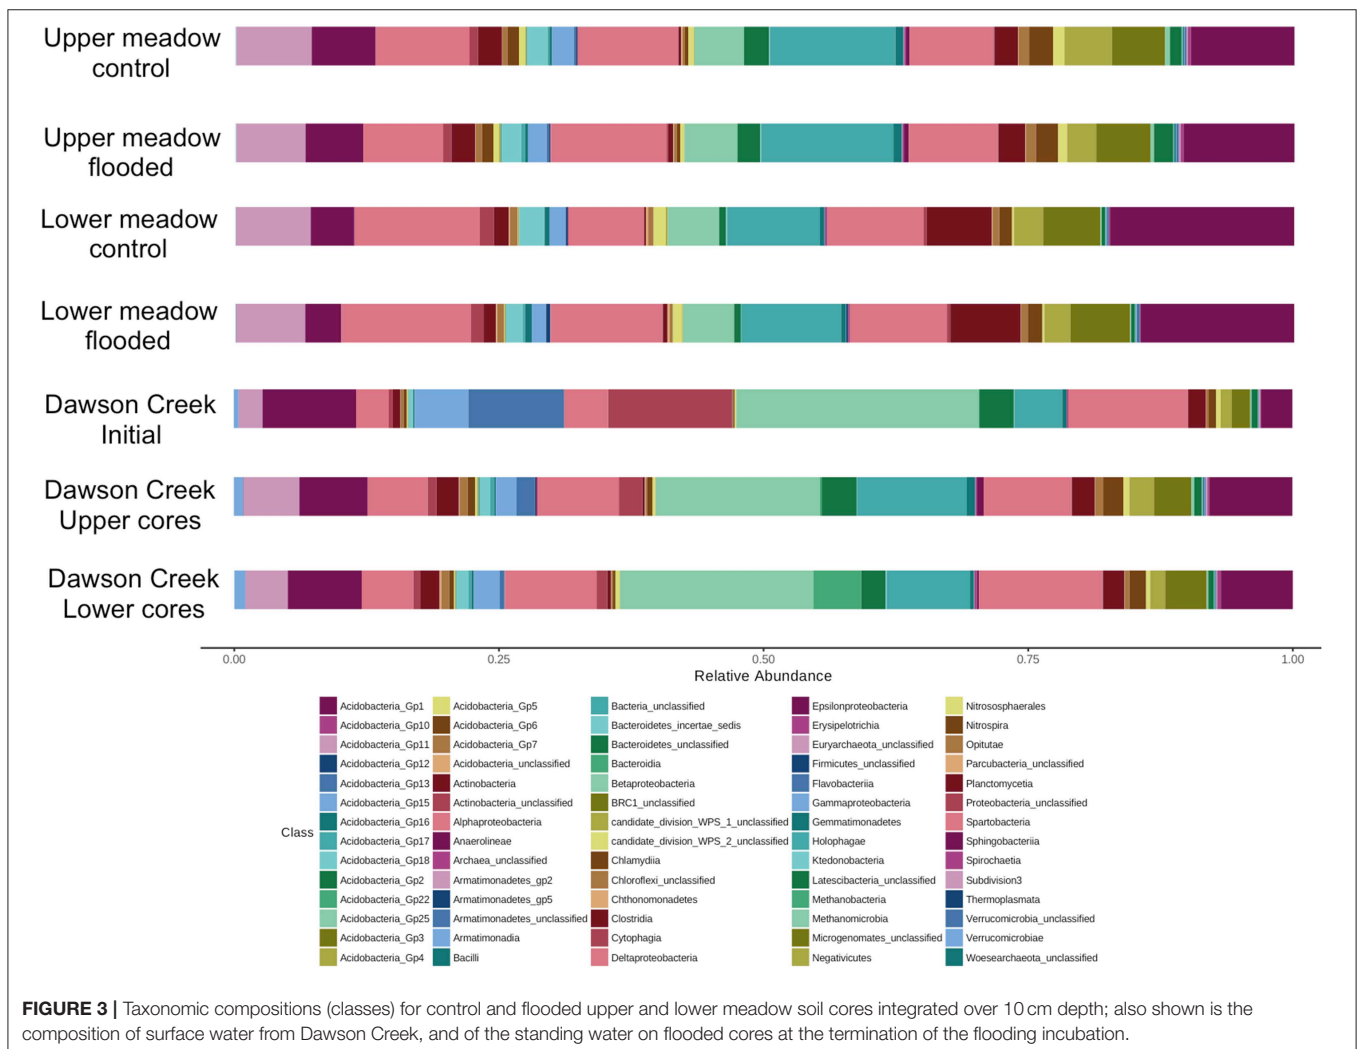 Upper meadow
control
Upper meadow
flooded
Lower meadow
control
Lower meadow
flooded
Dawson Creek
Initial
Dawson Creek
Upper cores
Dawson Creek
Lower cores
0.00 0.25 0.50 0.75 1.00
Relative Abundance
Class
Acidobacteria_Gp1
Acidobacteria_Gp10
Acidobacteria_Gp11
Acidobacteria_Gp12
Acidobacteria_Gp13
Acidobacteria_Gp15
Acidobacteria_Gp16
Acidobacteria_Gp17
Acidobacteria_Gp18
Acidobacteria_Gp2
Acidobacteria_Gp22
Acidobacteria_Gp25
Acidobacteria_Gp3
Acidobacteria_Gp4
Acidobacteria_Gp5
Acidobacteria_Gp6
Acidobacteria_Gp7
Acidobacteria_unclassified
Actinobacteria
Actinobacteria_unclassified
Alphaproteobacteria
Anaerolineae
Archaea_unclassified
Armatimonadetes_gp2
Armatimonadetes_gp5
Armatimonadetes_unclassified
Armatimonadia
Bacilli
Bacteria_unclassified
Bacteroidetes_incertae_sedis
Bacteroidetes_unclassified
Bacteroidia
Betaproteobacteria
BRC1_unclassified
candidate_division_WPS_1_unclassified
candidate_division_WPS_2_unclassified
Chlamydiia
Chloroflexi_unclassified
Chthonomonadetes
Clostridia
Cytophagia
Deltaproteobacteria
Epsilonproteobacteria
Erysipelotrichia
Euryarchaeota_unclassified
Firmicutes_unclassified
Flavobacteriia
Gammaproteobacteria
Gemmatimonadetes
Holophagae
Ktedonobacteria
Latescibacteria_unclassified
Methanobacteria
Methanomicrobia
Microgenomates_unclassified
Negativicutes
Nitrososphaerales
Nitrospira
Opitutae
Parcubacteria_unclassified
Planctomycetia
Proteobacteria_unclassified
Spartobacteria
Sphingobacteriia
Spirochaetia
Subdivision3
Thermoplasmata
Verrucomicrobia_unclassified
Verrucomicrobiae
Woesearchaeota_unclassified
FIGURE 3 | Taxonomic compositions (classes) for control and flooded upper and lower meadow soil cores integrated over 10 cm depth; also shown is the
composition of surface water from Dawson Creek, and of the standing water on flooded cores at the termination of the flooding incubation.